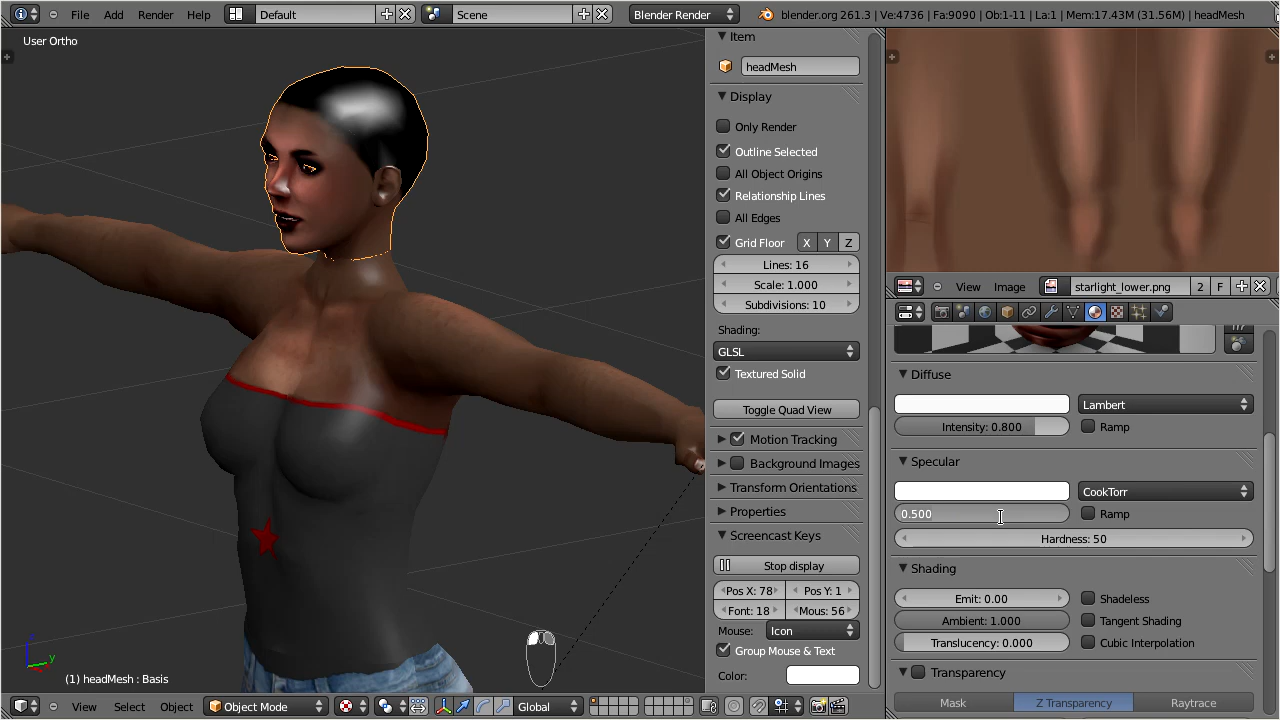 File Add Render Help Default Scene Blender Render blender.org 261.3 | Ve:4736 | Fa:9090 | Ob:1-11 | La:1 | Mem:17.43M (31.56M) | headMesh
User Ortho
(1) headMesh : Basis
View Select Object Object Mode Global
Item
headMesh
Display
Only Render
Outline Selected
All Object Origins
Relationship Lines
All Edges
Grid Floor X Y Z
Lines: 16
Scale: 1.000
Subdivisions: 10
Shading:
GLSL
Textured Solid
Toggle Quad View
Motion Tracking
Background Images
Transform Orientations
Properties
Screencast Keys
Stop display
Pos X: 78 Pos Y: 1
Font: 18 Mous: 56
Mouse: Icon
Group Mouse & Text
Color:
View Image starlight_lower.png 2 F
Diffuse
Lambert
Intensity: 0.800 Ramp
Specular
CookTorr
0.500 Ramp
Hardness: 50
Shading
Emit: 0.00 Shadeless
Ambient: 1.000 Tangent Shading
Translucency: 0.000 Cubic Interpolation
Transparency
Mask Z Transparency Raytrace